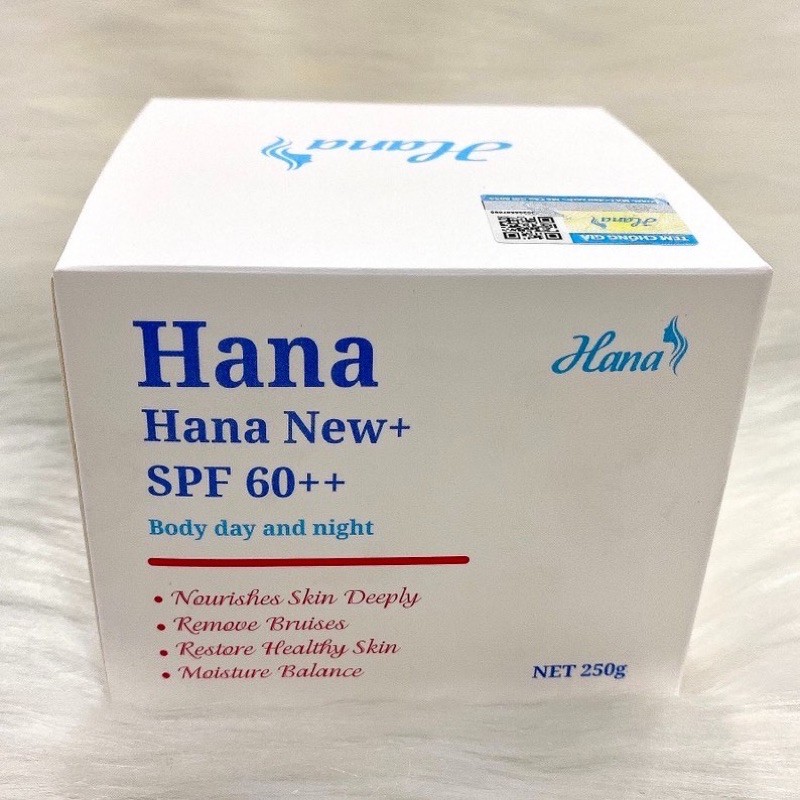 Hana
Hana
TEM CHỐNG GIẢ
Hana
Hana
Hana New+
SPF 60++
Body day and night
• Nourishes Skin Deeply
• Remove Bruises
• Restore Healthy Skin
• Moisture Balance
NET 250g